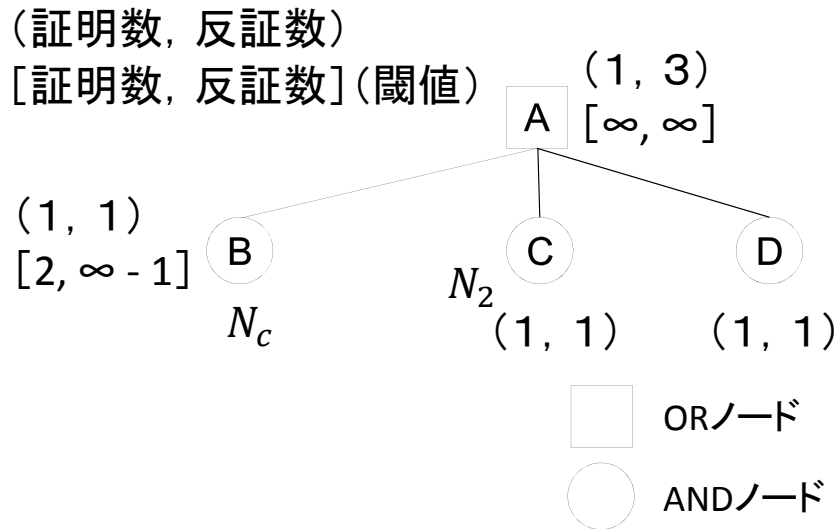 (証明数, 反証数)
[証明数, 反証数](閾値)
(1, 3)
A
[∞, ∞]
(1, 1)
[2, ∞ - 1]
B
C
D
N_c
N_2
(1, 1)
(1, 1)
ORノード
ANDノード